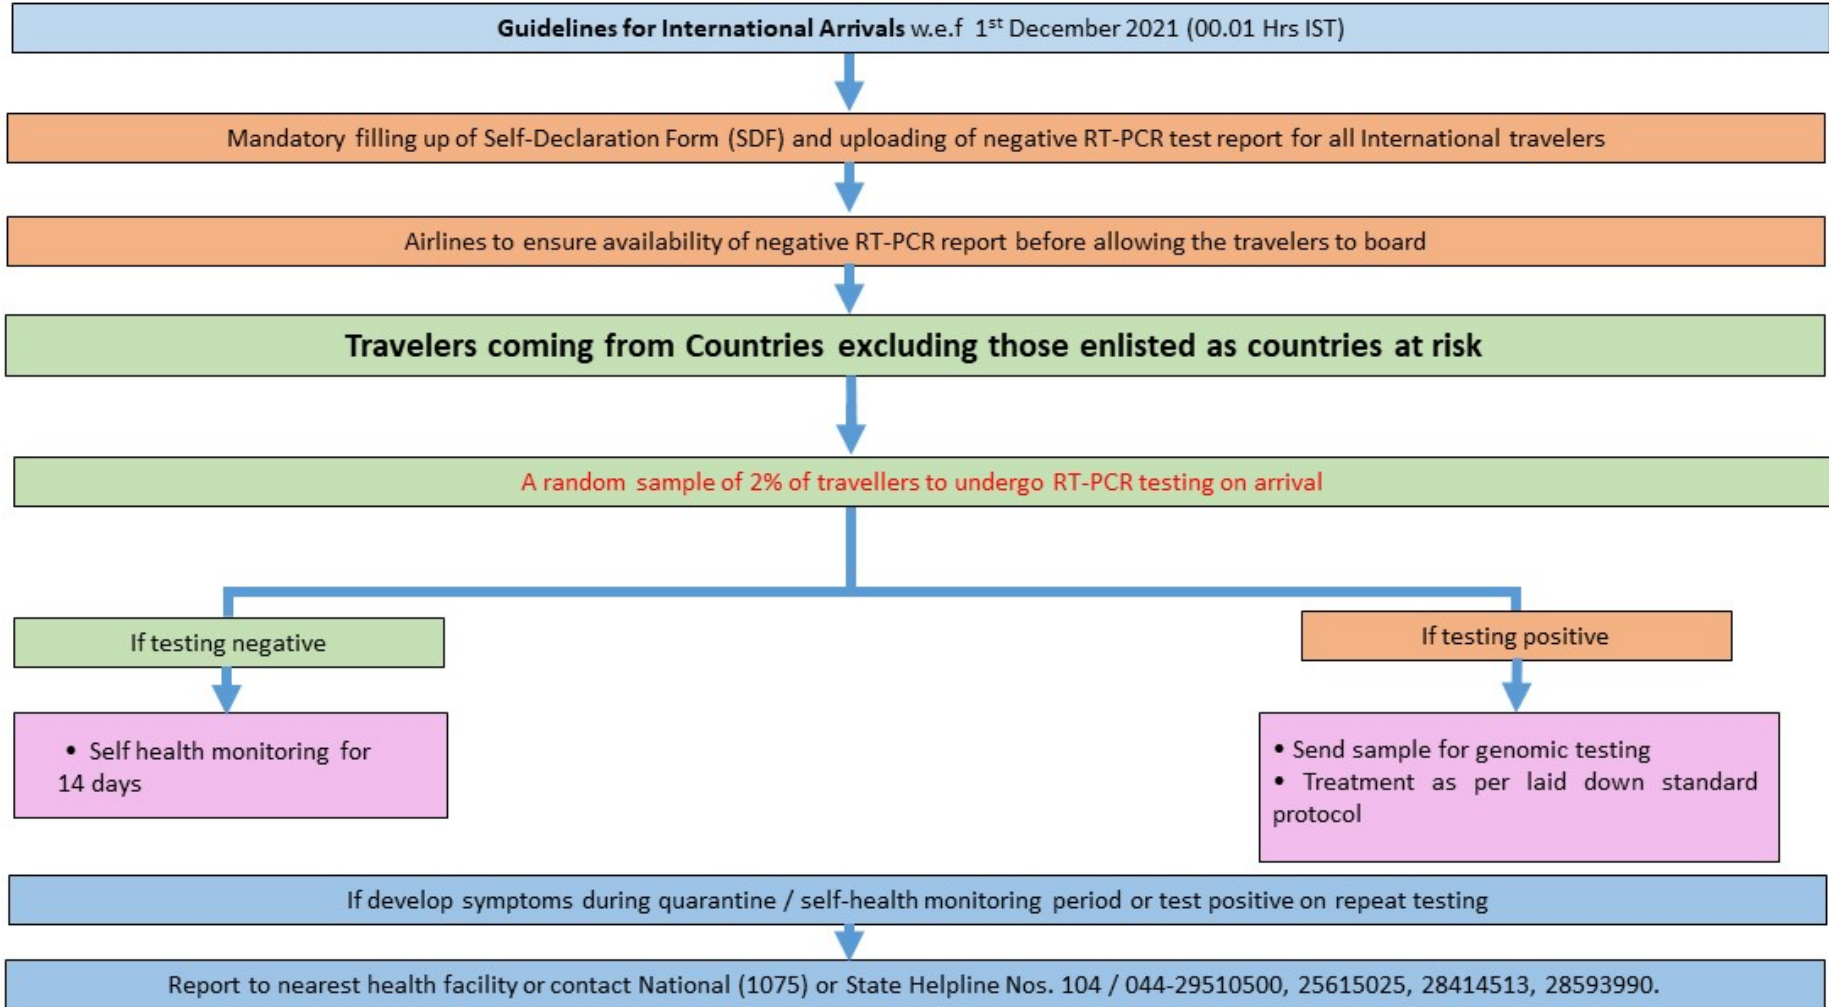 Guidelines for International Arrivals w.e.f 1st December 2021 (00.01 Hrs IST)
Mandatory filling up of Self-Declaration Form (SDF) and uploading of negative RT-PCR test report for all International travelers
Airlines to ensure availability of negative RT-PCR report before allowing the travelers to board
Travelers coming from Countries excluding those enlisted as countries at risk
A random sample of 2% of travellers to undergo RT-PCR testing on arrival
If testing negative
• Self health monitoring for
14 days
If testing positive
• Send sample for genomic testing
• Treatment as per laid down standard
protocol
If develop symptoms during quarantine / self-health monitoring period or test positive on repeat testing
Report to nearest health facility or contact National (1075) or State Helpline Nos. 104 / 044-29510500, 25615025, 28414513, 28593990.